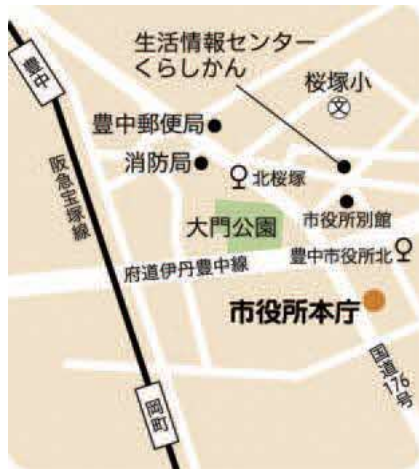 生活情報センター
くらしかん
豊中
桜塚小
文
豊中郵便局
消防局
北桜塚
阪急宝塚線
市役所別館
大門公園
豊中市役所北
府道伊丹豊中線
市役所本庁
国道176号
岡町